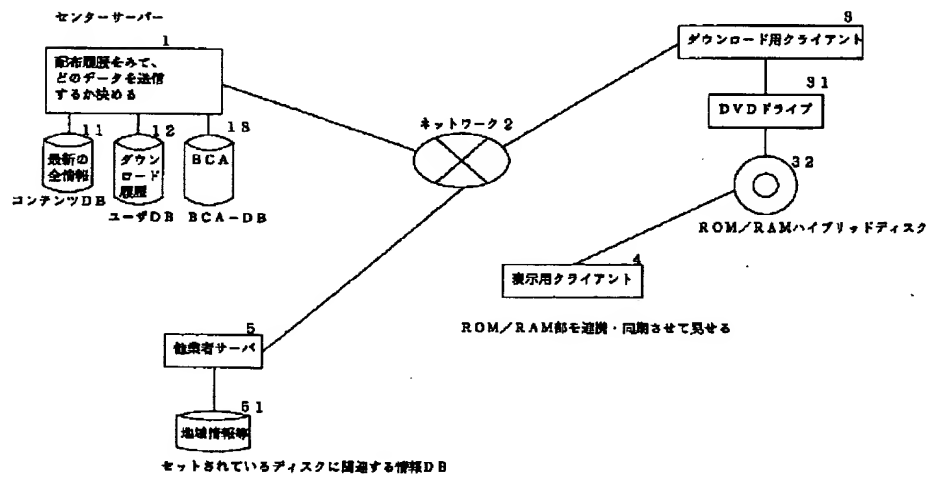 センターサーバー
1
配布履歴をみて、
どのデータを送信
するか決める
11
最新の
全情報
コンテンツDB
12
ダウン
ロード
履歴
ユーザDB
13
BCA
BCA-DB
ネットワーク2
3
ダウンロード用クライアント
31
DVDドライブ
32
ROM/RAMハイブリッドディスク
4
表示用クライアント
ROM/RAM部を連携・同期させて見せる
5
他業者サーバ
51
地域情報等
セットされているディスクに関連する情報DB